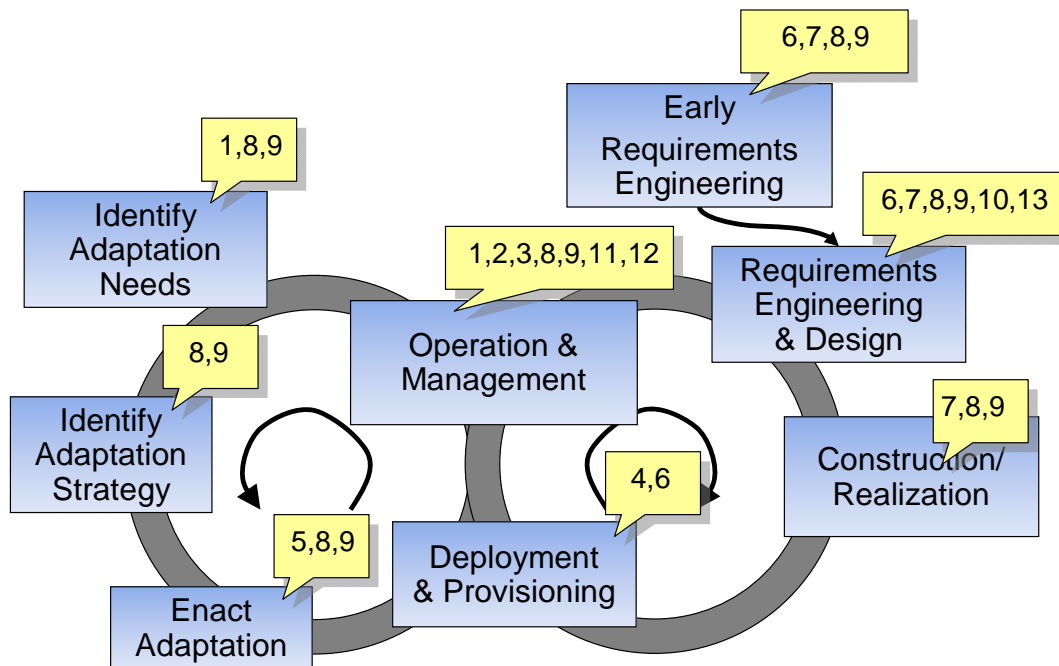 6,7,8,9
Early
Requirements
Engineering
1,8,9
Identify
Adaptation
Needs
6,7,8,9,10,13
Requirements
Engineering
& Design
1,2,3,8,9,11,12
Operation &
Management
8,9
Identify
Adaptation
Strategy
7,8,9
Construction/
Realization
4,6
Deployment
& Provisioning
5,8,9
Enact
Adaptation